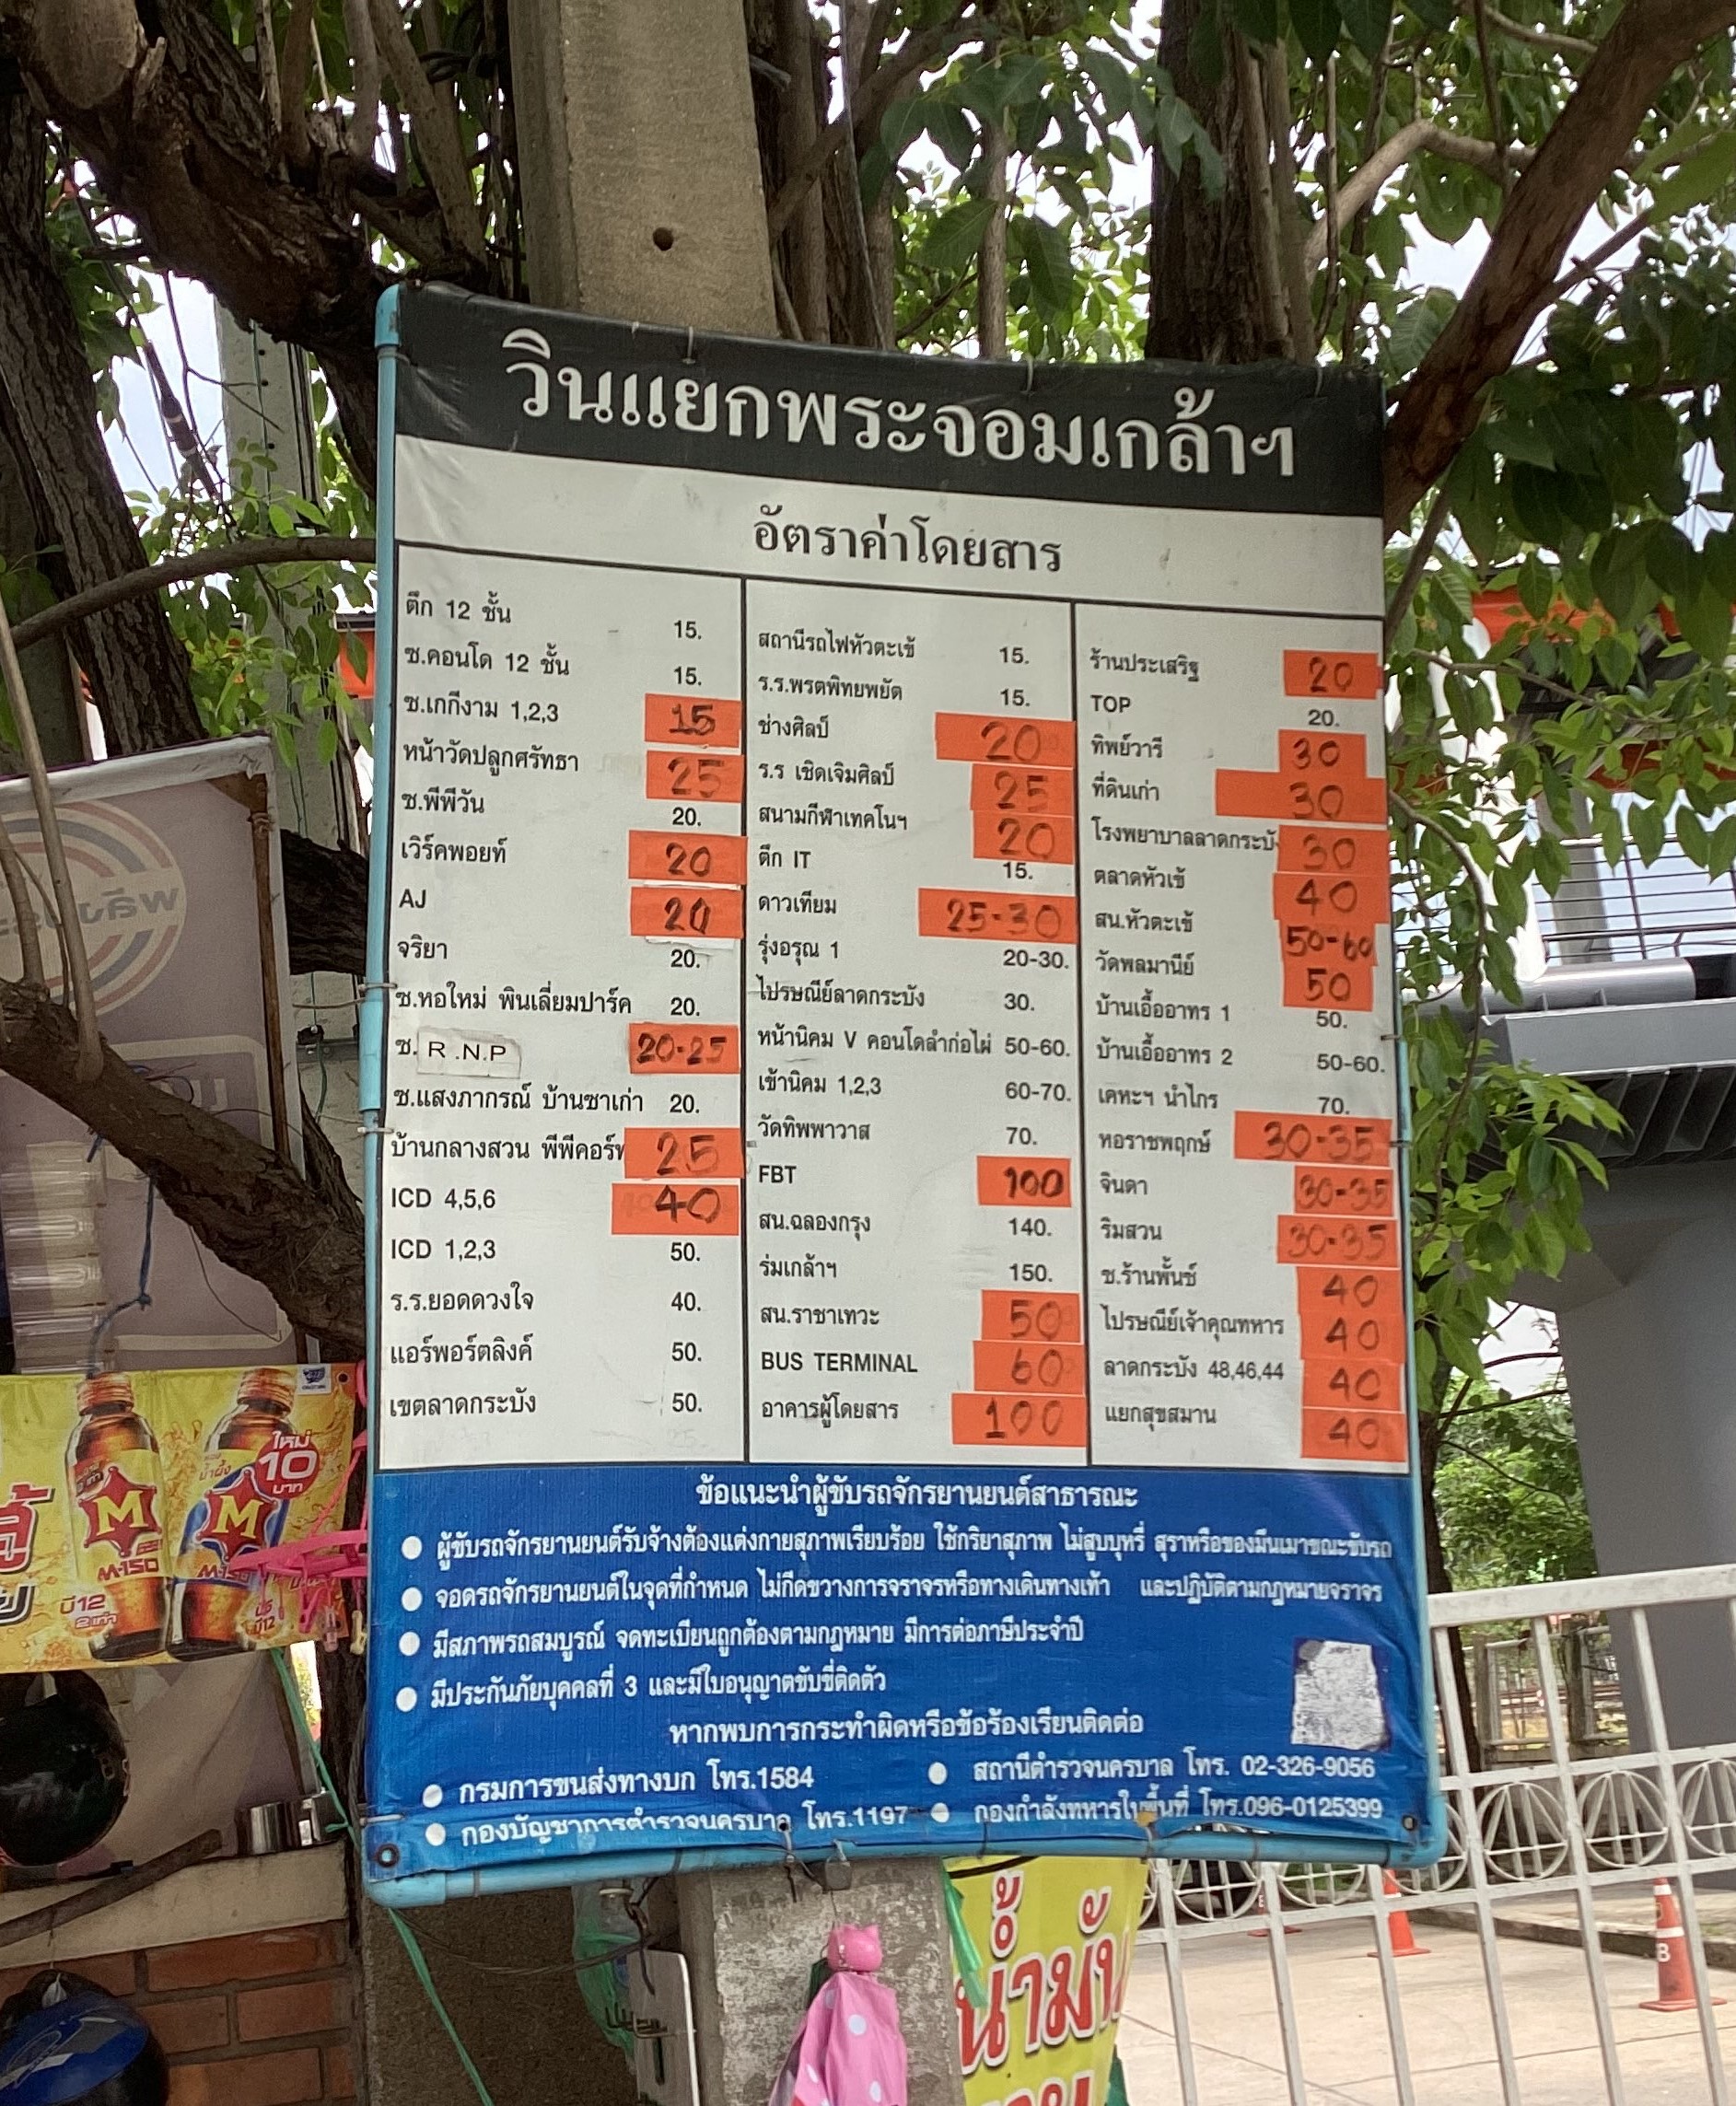 วินแยกพระจอมเกล้าฯ
อัตราค่าโดยสาร
ตึก 12 ชั้น 15.
ซ.คอนโด 12 ชั้น 15.
ซ.เกกีงาม 1,2,3 15
หน้าวัดปลูกศรัทธา 25
ซ.พีพีวัน 20.
เวิร์คพอยท์ 20
AJ 20
จริยา 20.
ซ.หอใหม่ พินเลี่ยมปาร์ค 20.
ซ. R.N.P 20-25
ซ.แสงภากรณ์ บ้านชาเก่า 20.
บ้านกลางสวน พีพีคอร์ท 25
ICD 4,5,6 40
ICD 1,2,3 50.
ร.ร.ยอดดวงใจ 40.
แอร์พอร์ตลิงค์ 50.
เขตลาดกระบัง 50.
สถานีรถไฟหัวตะเข้ 15.
ร.ร.พรตพิทยพยัต 15.
ช่างศิลป์ 20
ร.ร เชิดเจิมศิลป์ 25
สนามกีฬาเทคโนฯ 20
ตึก IT 15.
ดาวเทียม 25-30
รุ่งอรุณ 1 20-30.
ไปรษณีย์ลาดกระบัง 30.
หน้านิคม V คอนโดลำก่อไผ่ 50-60.
เข้านิคม 1,2,3 60-70.
วัดทิพพาวาส 70.
FBT 100
สน.ฉลองกรุง 140.
ร่มเกล้าฯ 150.
สน.ราชาเทวะ 50
BUS TERMINAL 60
อาคารผู้โดยสาร 100
ร้านประเสริฐ 20
TOP 20.
ทิพย์วารี 30
ที่ดินเก่า 30
โรงพยาบาลลาดกระบัง 30
ตลาดหัวเข้ 40
สน.หัวตะเข้ 50-60
วัดพลมานีย์ 50
บ้านเอื้ออาทร 1 50.
บ้านเอื้ออาทร 2 50-60.
เคหะฯ นำไกร 70.
หอราชพฤกษ์ 30-35
จินดา 30-35
ริมสวน 30-35
ซ.ร้านพั้นช์ 40
ไปรษณีย์เจ้าคุณทหาร 40
ลาดกระบัง 48,46,44 40
แยกสุขสมาน 40
ข้อแนะนำผู้ขับรถจักรยานยนต์สาธารณะ
ผู้ขับรถจักรยานยนต์รับจ้างต้องแต่งกายสุภาพเรียบร้อย ใช้กริยาสุภาพ ไม่สูบบุหรี่ สุราหรือของมึนเมาขณะขับรถ
จอดรถจักรยานยนต์ในจุดที่กำหนด ไม่กีดขวางการจราจรหรือทางเดินทางเท้า และปฏิบัติตามกฎหมายจราจร
มีสภาพรถสมบูรณ์ จดทะเบียนถูกต้องตามกฎหมาย มีการต่อภาษีประจำปี
มีประกันภัยบุคคลที่ 3 และมีใบอนุญาตขับขี่ติดตัว
หากพบการกระทำผิดหรือข้อร้องเรียนติดต่อ
กรมการขนส่งทางบก โทร.1584
สถานีตำรวจนครบาล โทร. 02-326-9056
กองบัญชาการตำรวจนครบาล โทร.1197
กองกำลังทหารในพื้นที่ โทร.096-0125399
ใหม่
10
บาท
น้ำผึ้ง
M
M-150
M
M-150
ปี12
น้ำมัน
B